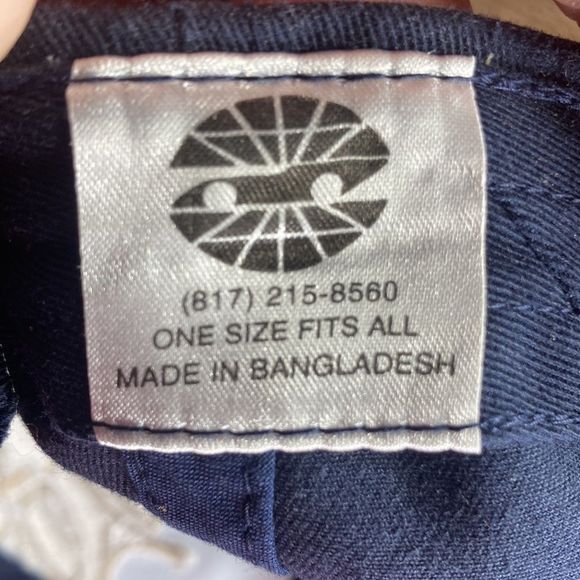 (817) 215-8560
ONE SIZE FITS ALL
MADE IN BANGLADESH